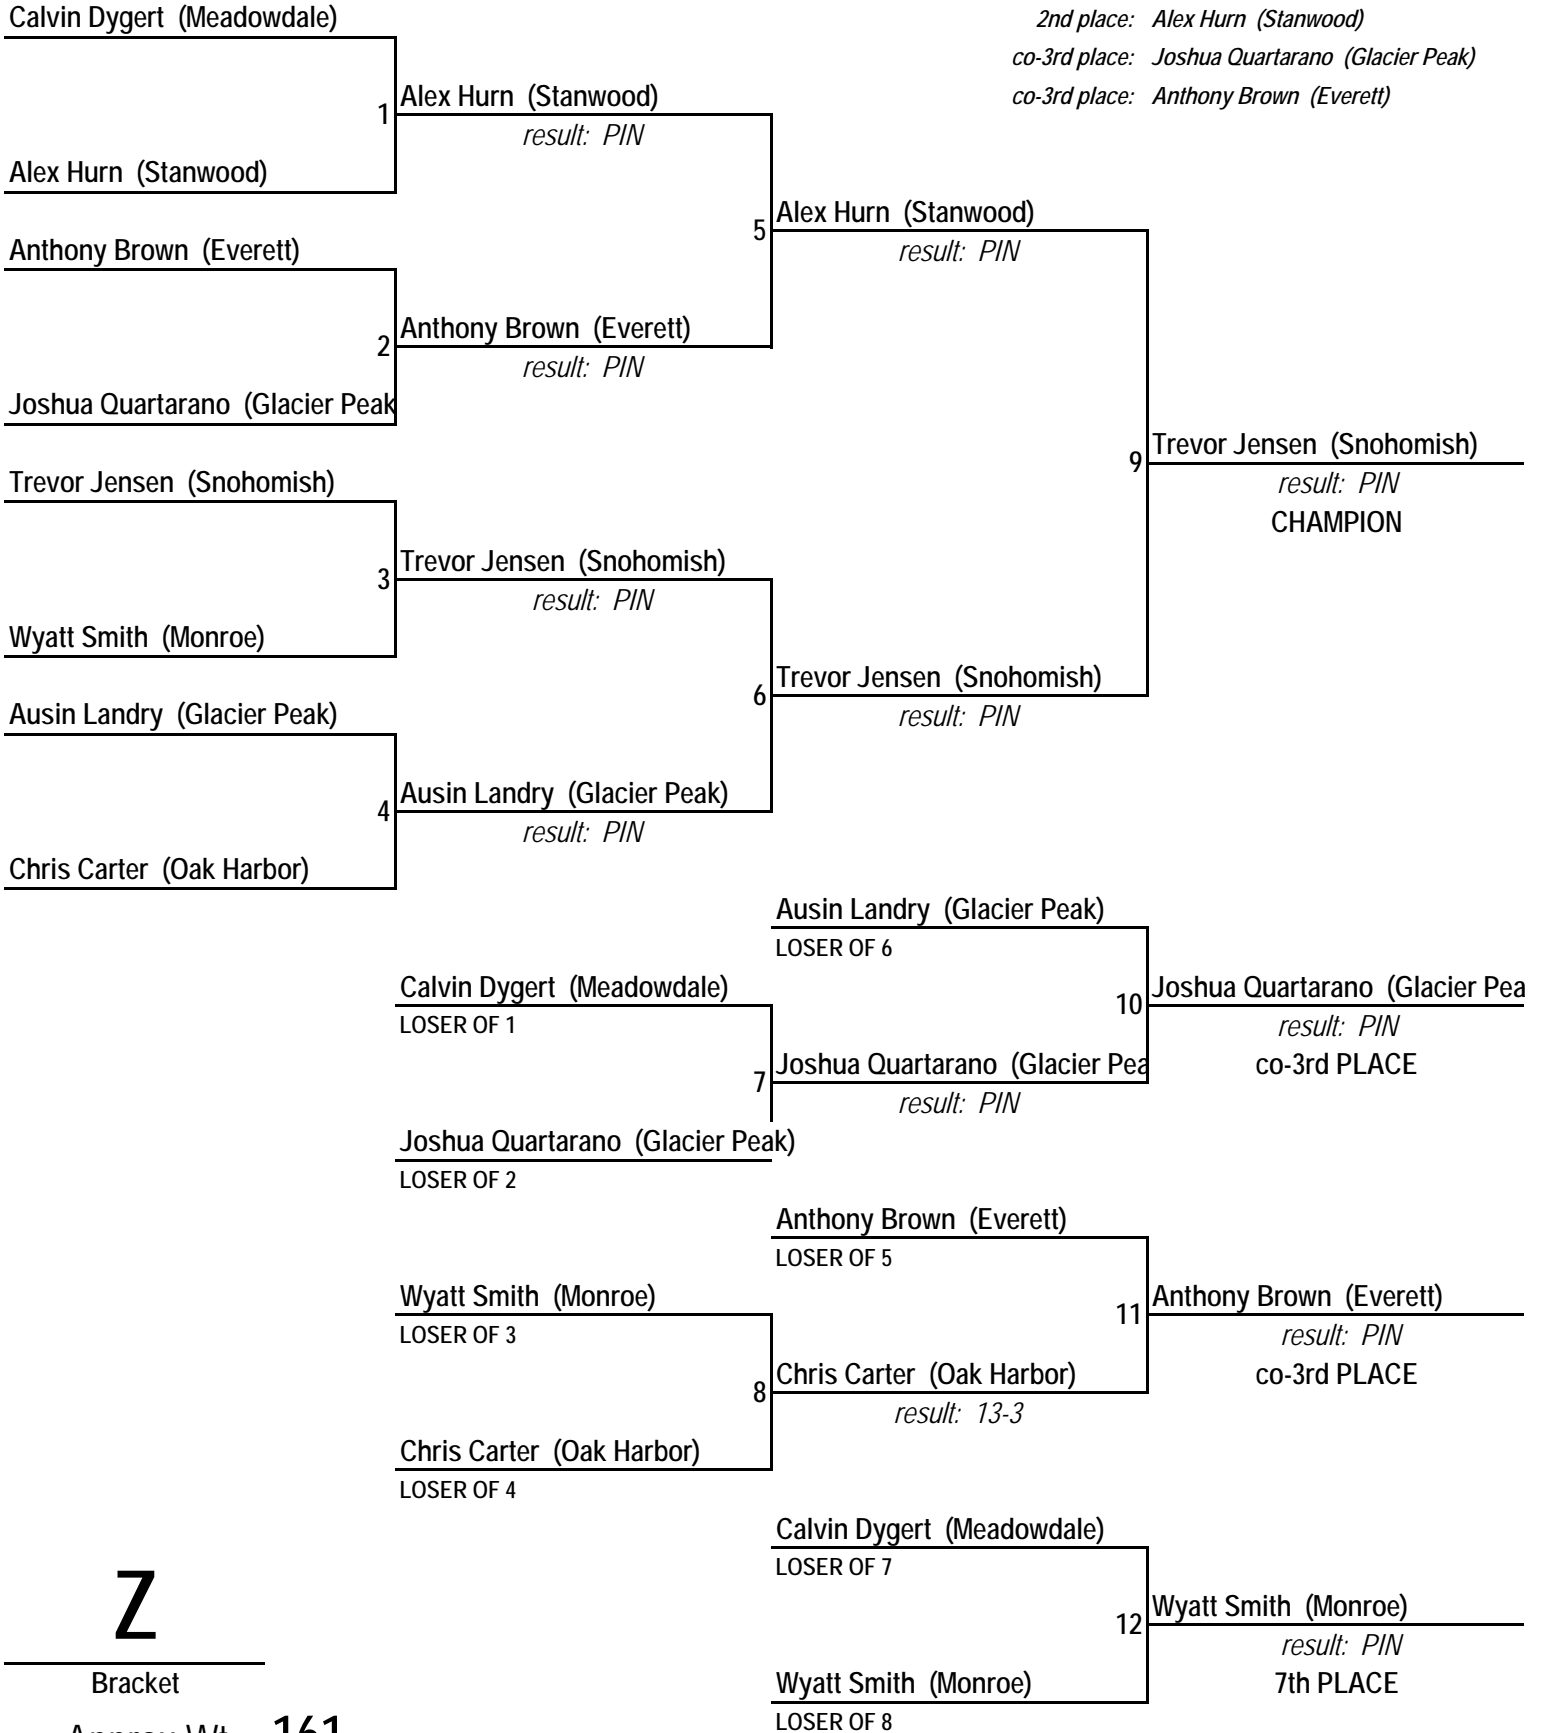 Calvin Dygert (Meadowdale)
2nd place: Alex Hurn (Stanwood)
co-3rd place: Joshua Quartarano (Glacier Peak)
co-3rd place: Anthony Brown (Everett)
1 Alex Hurn (Stanwood)
result: PIN
Alex Hurn (Stanwood)
5 Alex Hurn (Stanwood)
result: PIN
Anthony Brown (Everett)
2 Anthony Brown (Everett)
result: PIN
Joshua Quartarano (Glacier Peak
9 Trevor Jensen (Snohomish)
result: PIN
CHAMPION
Trevor Jensen (Snohomish)
3 Trevor Jensen (Snohomish)
result: PIN
Wyatt Smith (Monroe)
6 Trevor Jensen (Snohomish)
result: PIN
Ausin Landry (Glacier Peak)
4 Ausin Landry (Glacier Peak)
result: PIN
Chris Carter (Oak Harbor)
Ausin Landry (Glacier Peak)
LOSER OF 6
Calvin Dygert (Meadowdale)
LOSER OF 1
10 Joshua Quartarano (Glacier Pea
result: PIN
co-3rd PLACE
7 Joshua Quartarano (Glacier Pea
result: PIN
Joshua Quartarano (Glacier Peak)
LOSER OF 2
Anthony Brown (Everett)
LOSER OF 5
Wyatt Smith (Monroe)
LOSER OF 3
11 Anthony Brown (Everett)
result: PIN
co-3rd PLACE
8 Chris Carter (Oak Harbor)
result: 13-3
Chris Carter (Oak Harbor)
LOSER OF 4
Calvin Dygert (Meadowdale)
LOSER OF 7
12 Wyatt Smith (Monroe)
result: PIN
7th PLACE
Wyatt Smith (Monroe)
LOSER OF 8
Z
Bracket
Approx Wt 161